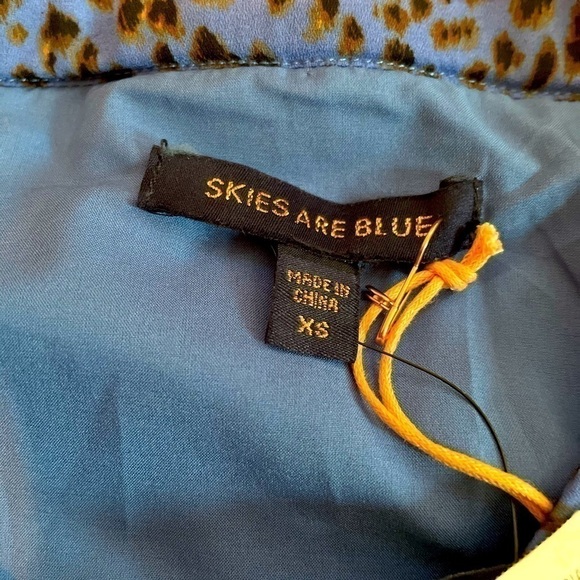 SKIES ARE BLUE
MADE IN
CHINA
XS